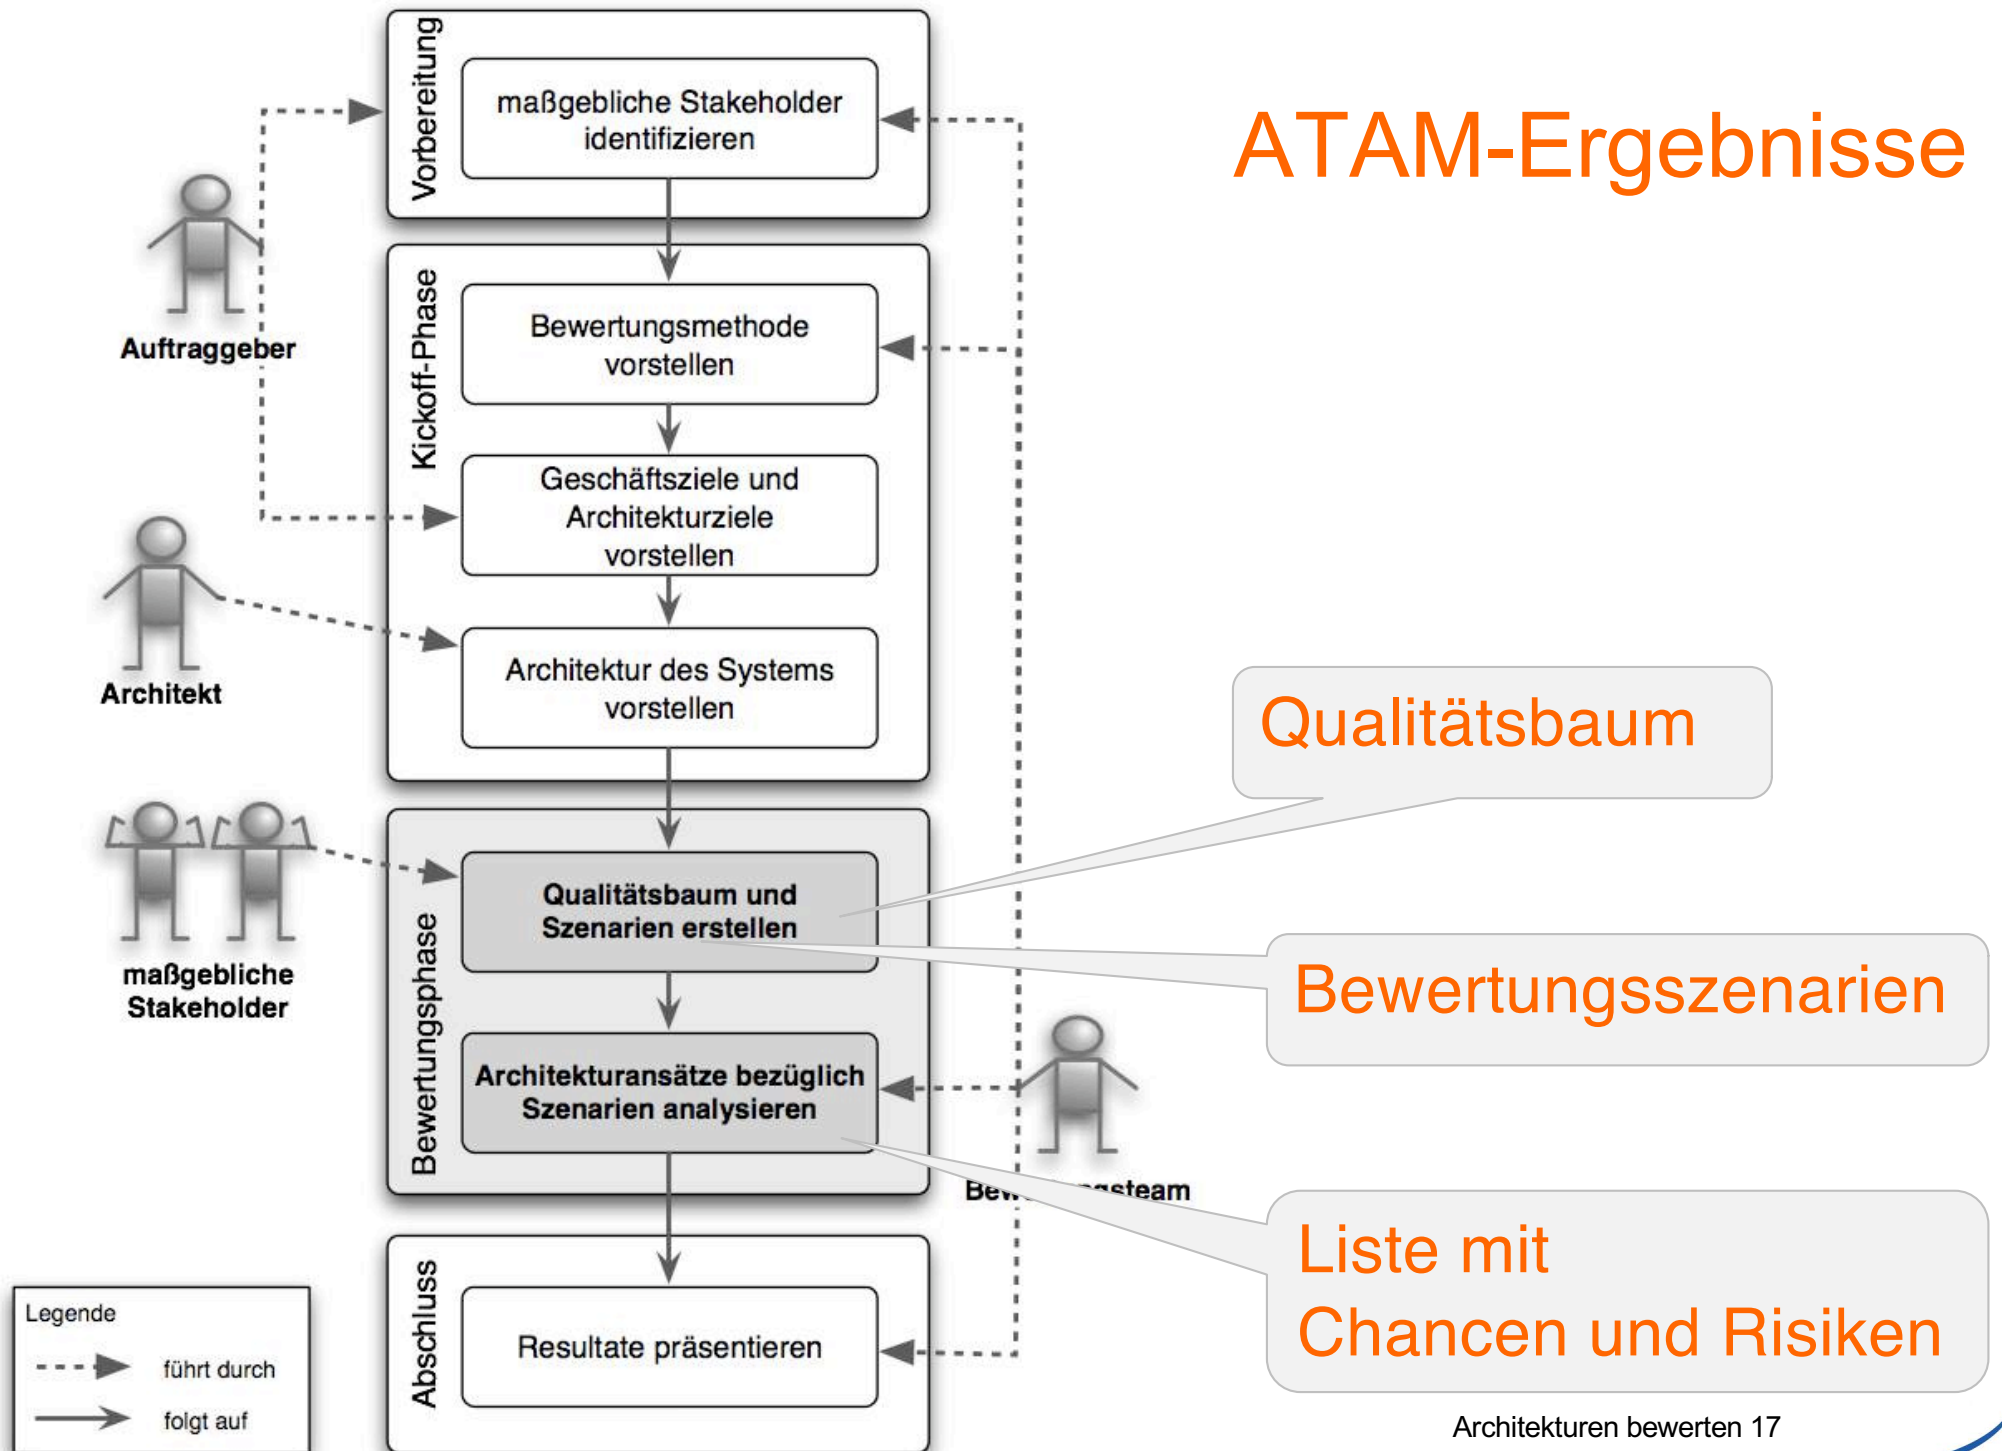 ATAM-Ergebnisse
Vorbereitung
maßgebliche Stakeholder
identifizieren
Auftraggeber
Kickoff-Phase
Bewertungsmethode
vorstellen
Geschäftsziele und
Architekturziele
vorstellen
Architekt
Architektur des Systems
vorstellen
Qualitätsbaum
maßgebliche
Stakeholder
Bewertungsphase
Qualitätsbaum und
Szenarien erstellen
Bewertungsszenarien
Architekturansätze bezüglich
Szenarien analysieren
Liste mit
Chancen und Risiken
Abschluss
Resultate präsentieren
Legende
führt durch
folgt auf
Architekturen bewerten 17